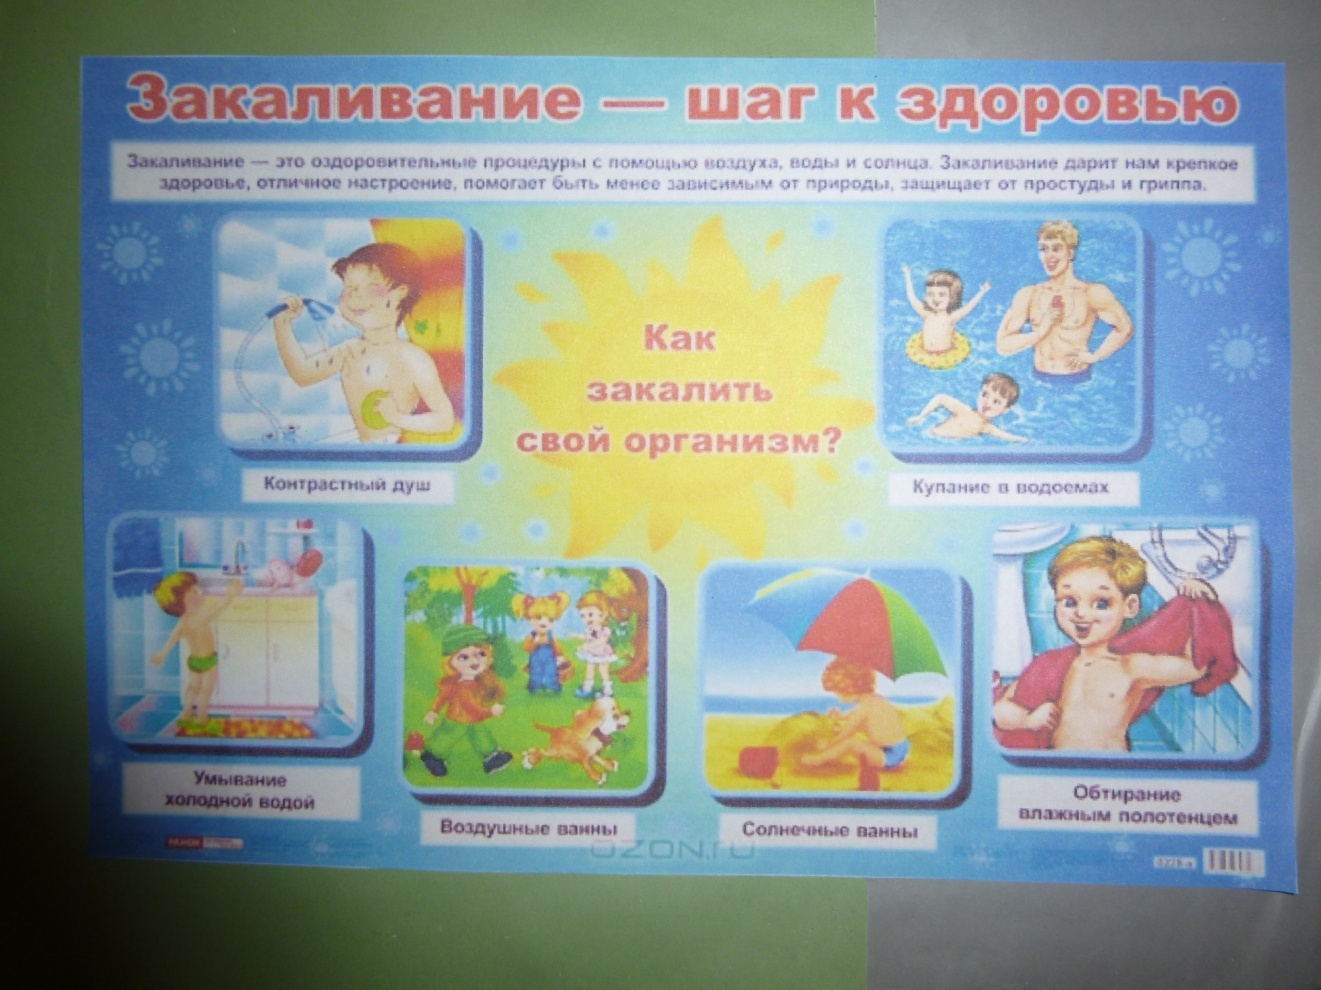 Закаливание — шаг к здоровью
Закаливание — это оздоровительные процедуры с помощью воздуха, воды и солнца. Закаливание дарит нам крепкое
здоровье, отличное настроение, помогает быть менее зависимым от природы, защищает от простуды и гриппа.
Как
закалить
свой организм?
Контрастный душ
Купание в водоемах
Умывание
холодной водой
Воздушные ванны
Солнечные ванны
Обтирание
влажным полотенцем
OZON.RU